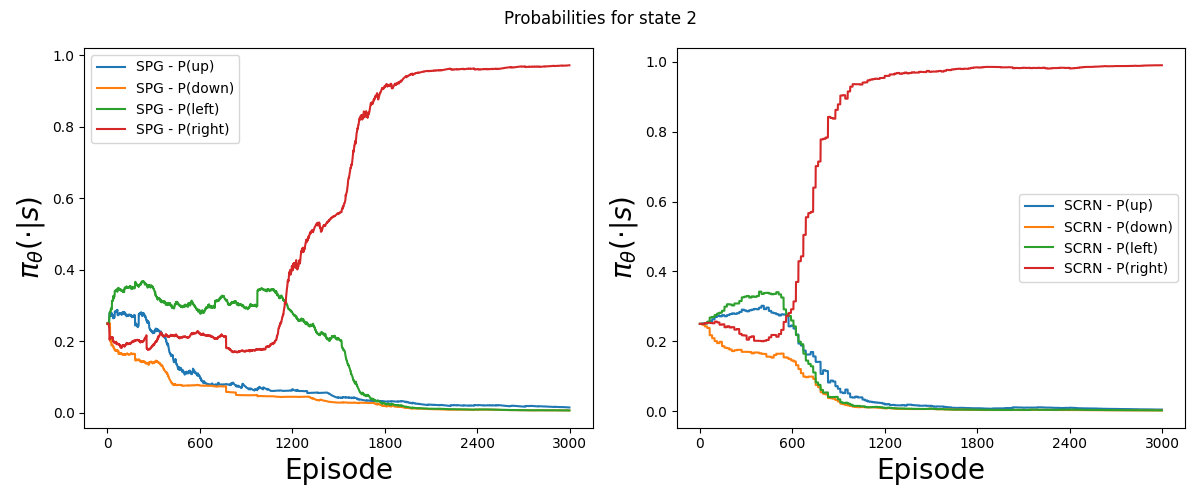 Probabilities for state 2
SPG - P(up)
SPG - P(down)
SPG - P(left)
SPG - P(right)
1.0
0.8
0.6
0.4
0.2
0.0
π_θ(·|s)
0
600
1200
1800
2400
3000
Episode
SCRN - P(up)
SCRN - P(down)
SCRN - P(left)
SCRN - P(right)
1.0
0.8
0.6
0.4
0.2
0.0
π_θ(·|s)
0
600
1200
1800
2400
3000
Episode